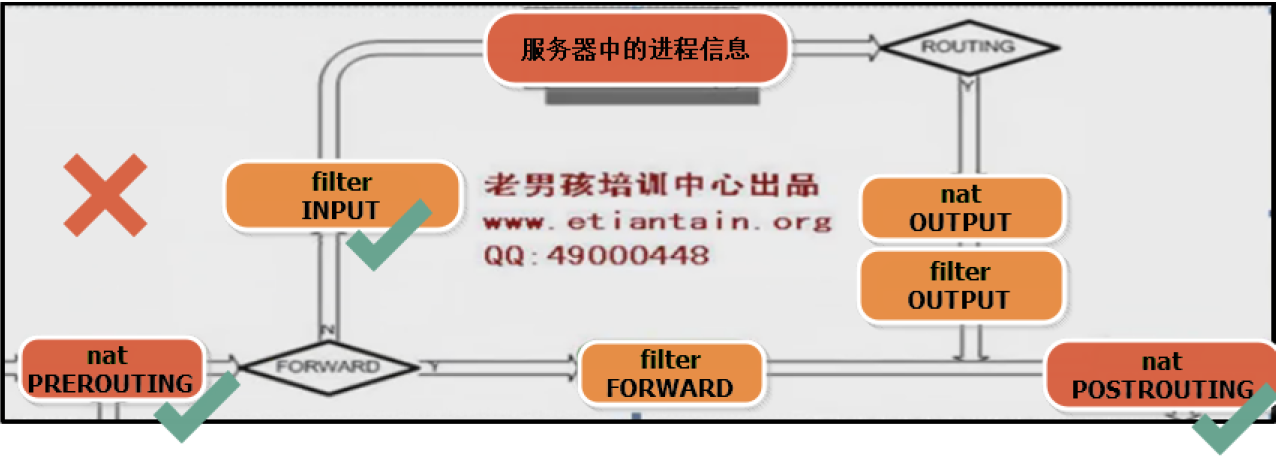 服务器中的进程信息
ROUTING
Y
filter
INPUT
老男孩培训中心出品
www.etiantain.org
QQ:49000448
nat
OUTPUT
filter
OUTPUT
N
nat
PREROUTING
FORWARD
Y
filter
FORWARD
nat
POSTROUTING